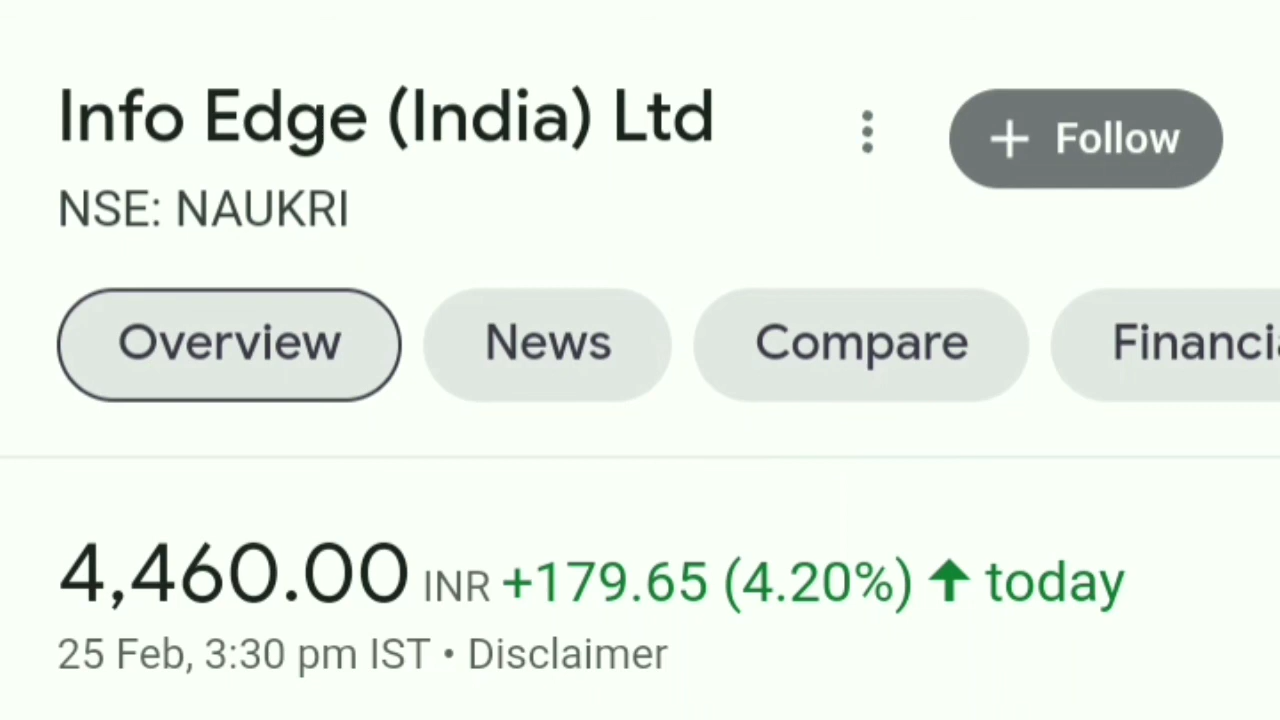 Info Edge (India) Ltd
+ Follow
NSE: NAUKRI
Overview News Compare
4,460.00 INR +179.65 (4.20%) ↑ today
25 Feb, 3:30 pm IST • Disclaimer